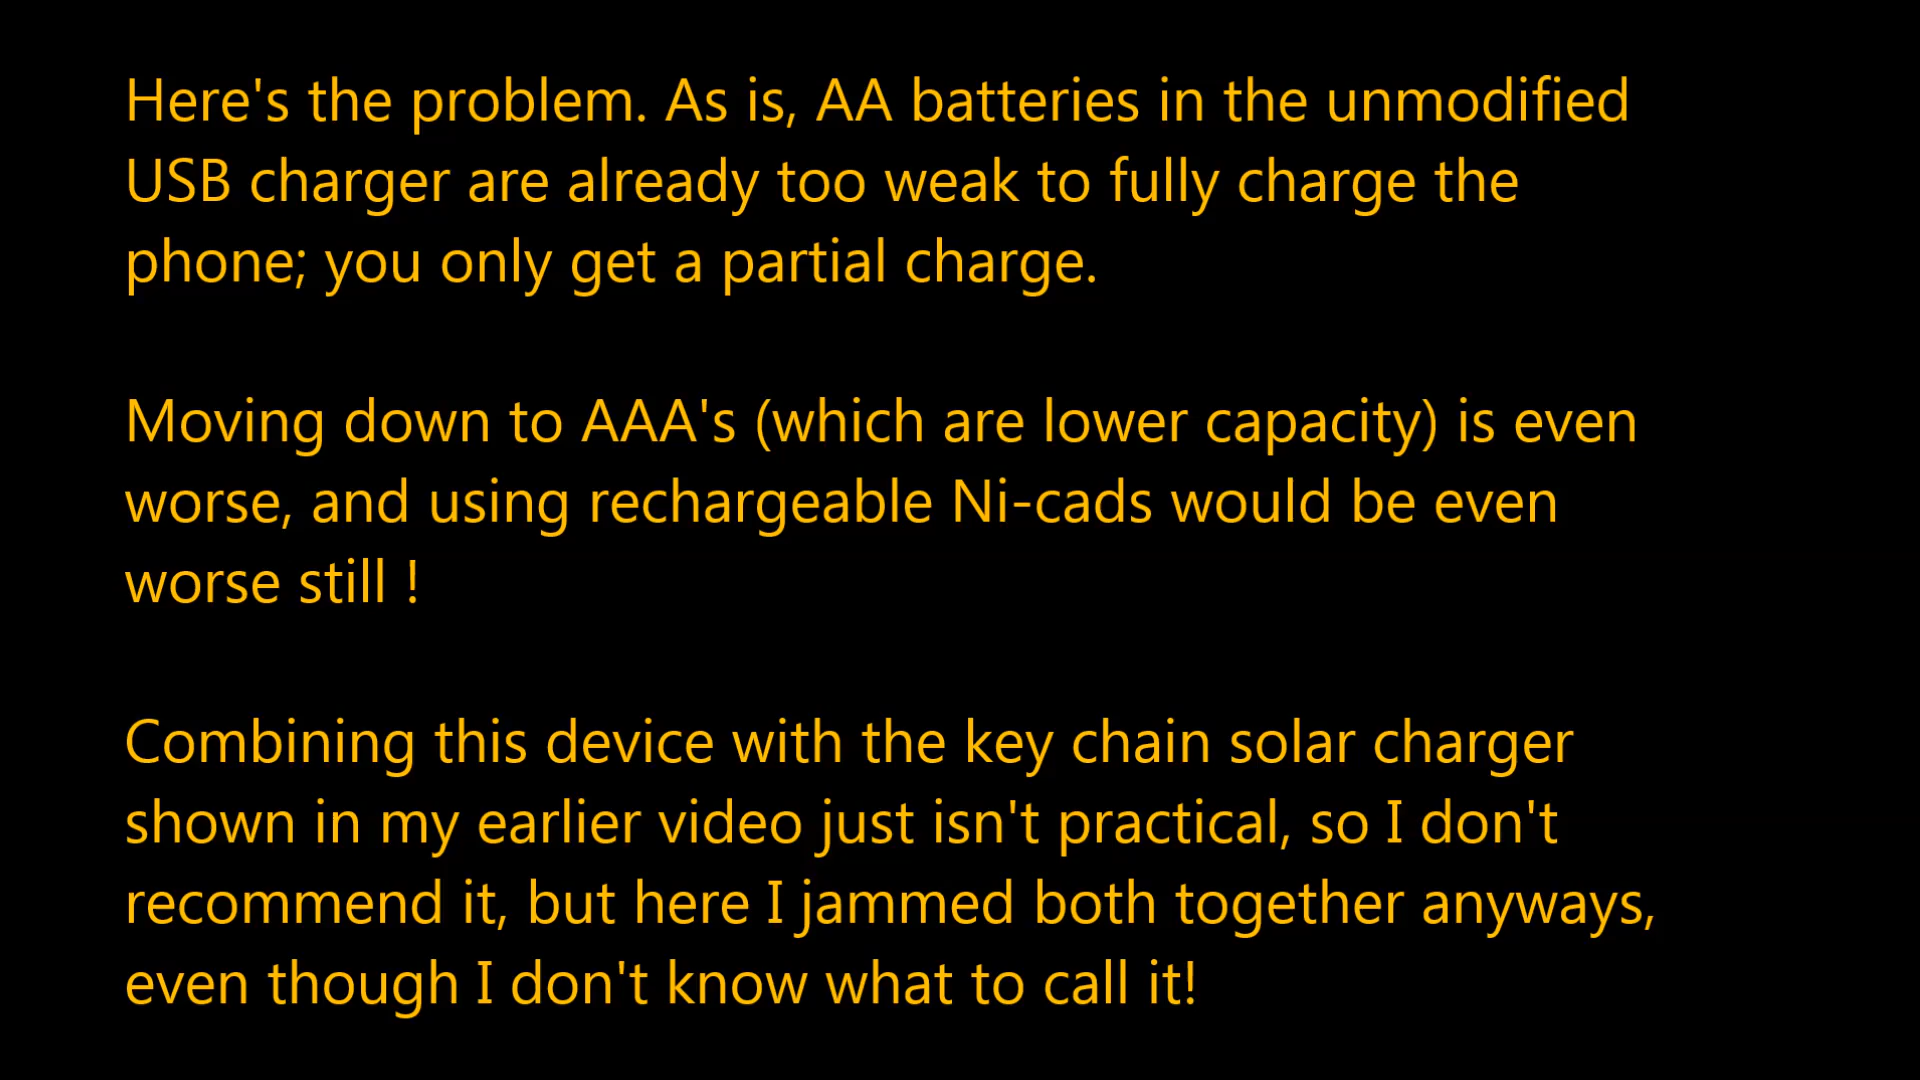 Here's the problem. As is, AA batteries in the unmodified
USB charger are already too weak to fully charge the
phone; you only get a partial charge.
Moving down to AAA's (which are lower capacity) is even
worse, and using rechargeable Ni-cads would be even
worse still !
Combining this device with the key chain solar charger
shown in my earlier video just isn't practical, so I don't
recommend it, but here I jammed both together anyways,
even though I don't know what to call it!